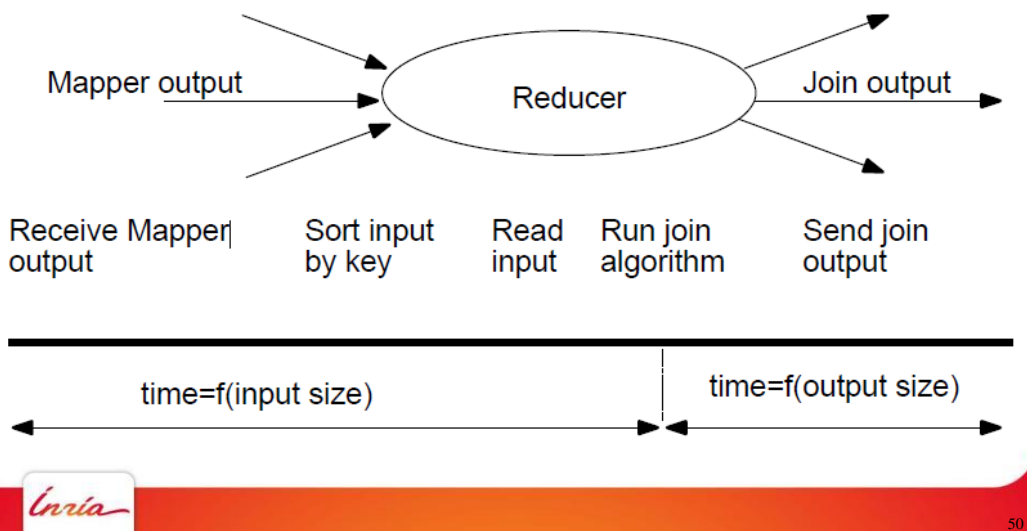 Mapper output
Reducer
Join output
Receive Mapper
output
Sort input
by key
Read
input
Run join
algorithm
Send join
output
time=f(input size)
time=f(output size)
Inria
50